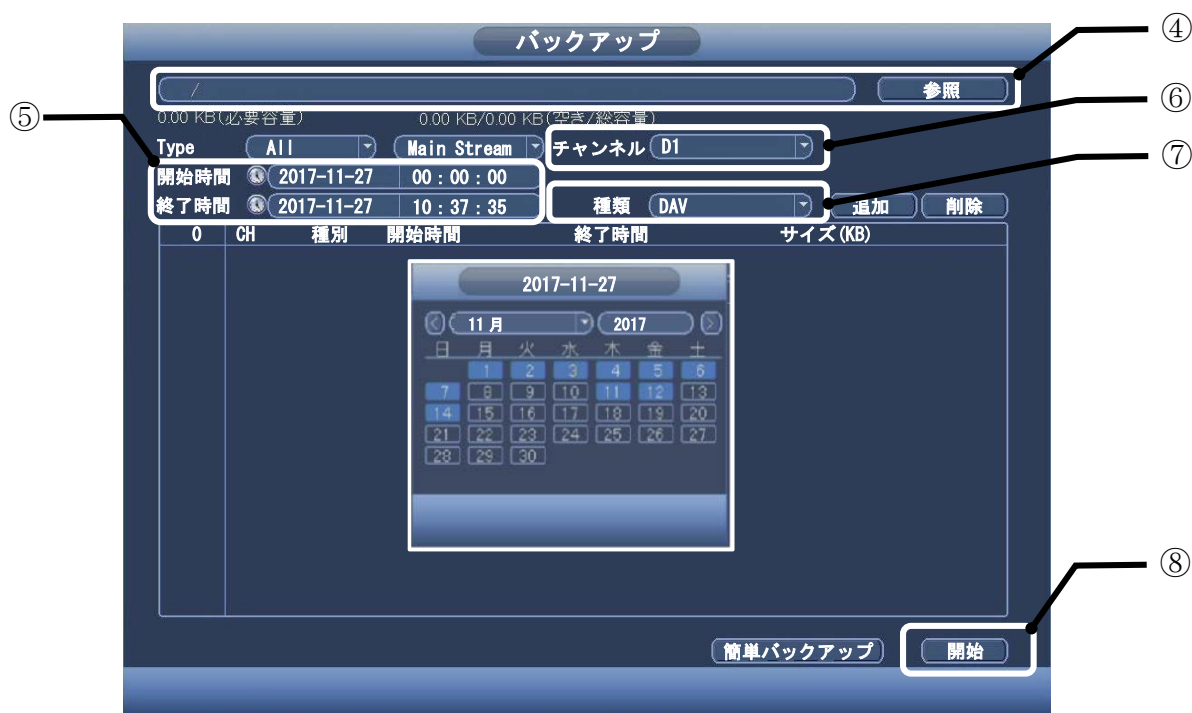 バックアップ
④
/ 参照
⑤
⑥
0.00 KB(必要容量) 0.00 KB/0.00 KB(空き/総容量)
Type All Main Stream チャンネル D1
⑦
開始時間 2017-11-27 00:00:00
終了時間 2017-11-27 10:37:35 種類 DAV 追加 削除
0 CH 種別 開始時間 終了時間 サイズ(KB)
2017-11-27
11月 2017
日 月 火 水 木 金 土
1 2 3 4 5 6
7 8 9 10 11 12 13
14 15 16 17 18 19 20
21 22 23 24 25 26 27
28 29 30
⑧
簡単バックアップ 開始